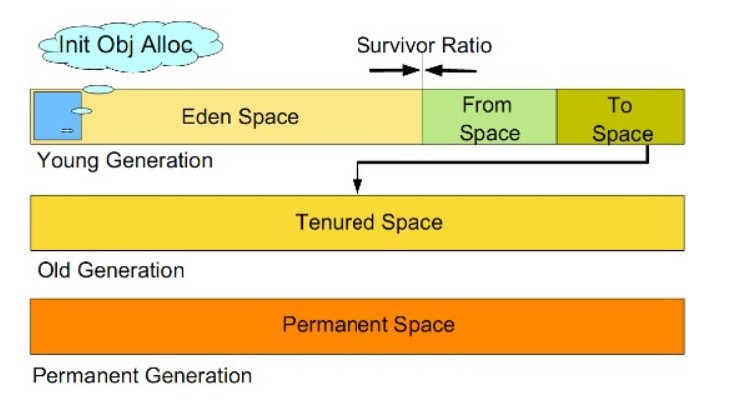 Init Obj Alloc
Survivor Ratio
Eden Space
From
Space
To
Space
Young Generation
Tenured Space
Old Generation
Permanent Space
Permanent Generation